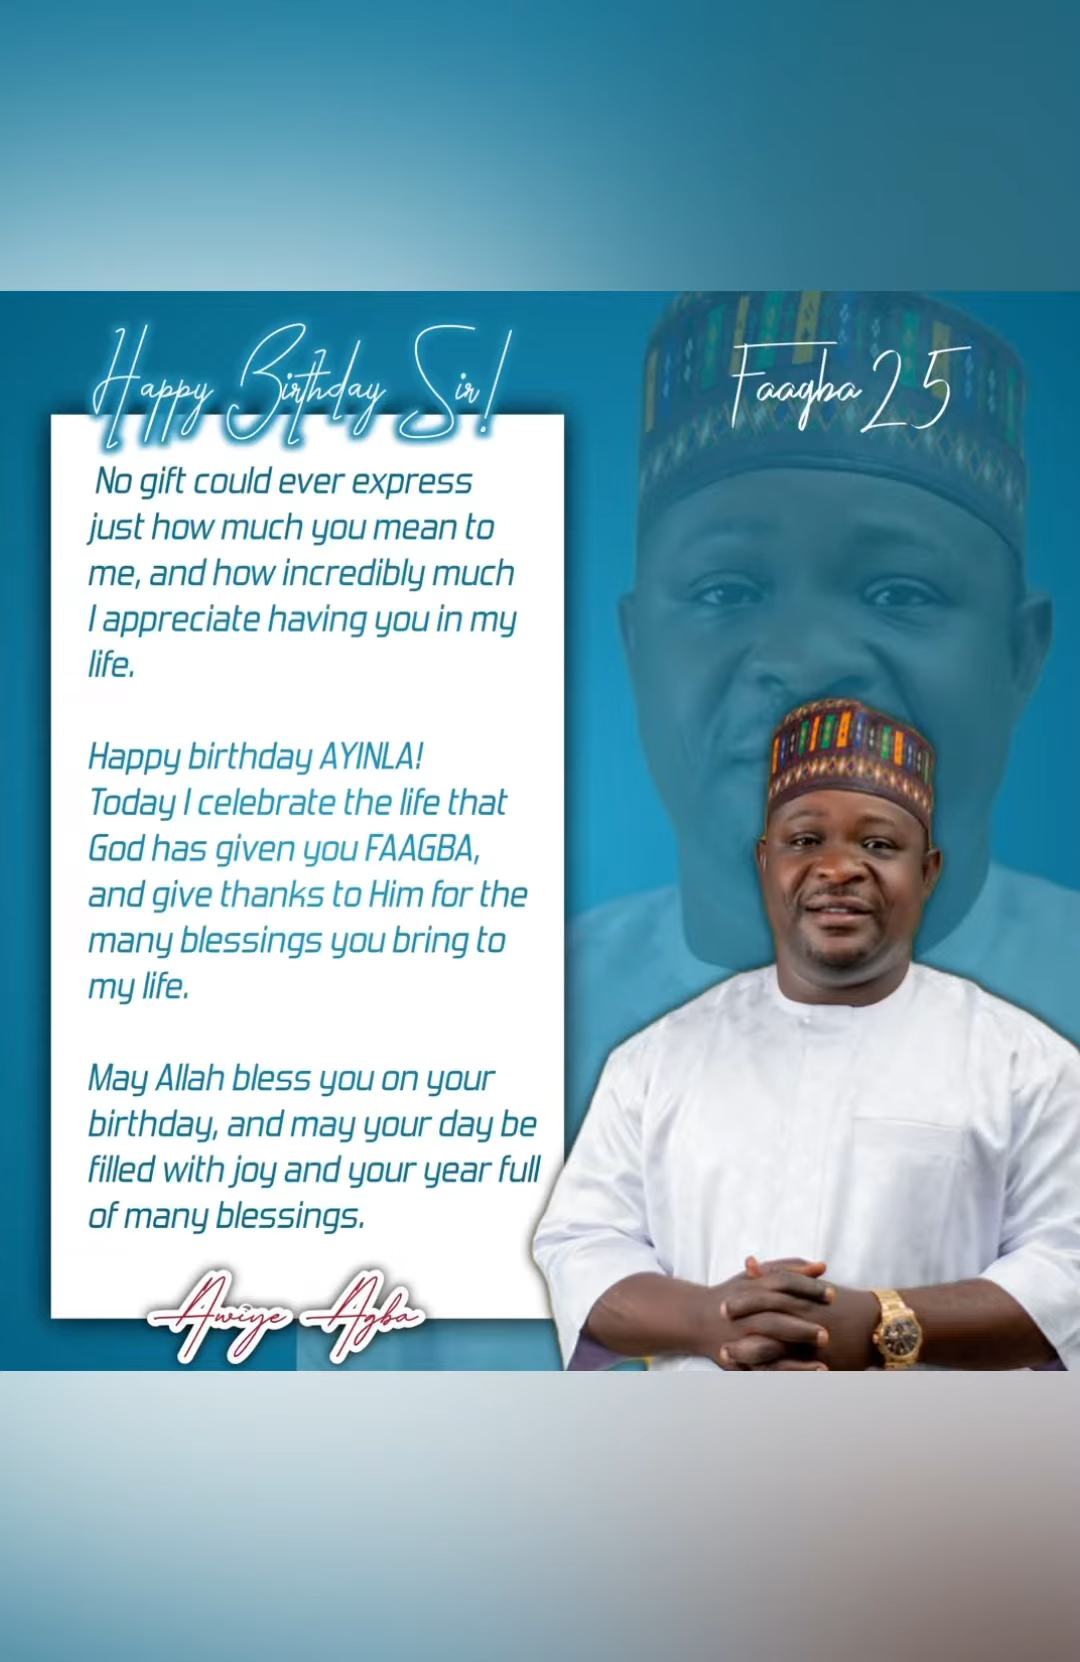 Happy Birthday Sir!
Faagba 25
No gift could ever express
just how much you mean to
me, and how incredibly much
I appreciate having you in my
life.
Happy birthday AYINLA!
Today I celebrate the life that
God has given you FAAGBA,
and give thanks to Him for the
many blessings you bring to
my life.
May Allah bless you on your
birthday, and may your day be
filled with joy and your year full
of many blessings.
Awiye Agba